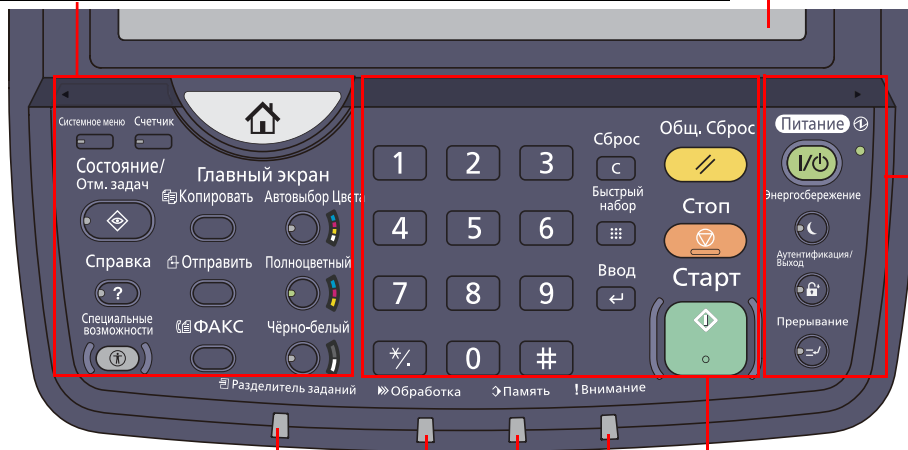 Системное меню
Счетчик
Состояние/
Отм. задач
Главный экран
Копировать
Автовыбор Цвета
Справка
Отправить
Полноцветный
?
Специальные
возможности
ФАКС
Чёрно-белый
1 2 3
4 5 6
7 8 9
*/. 0 #
Сброс
C
Быстрый
набор
Ввод
Общ. Сброс
Стоп
Старт
Питание
Энергосбережение
Аутентификация/
Выход
Прерывание
Разделитель заданий
Обработка
Память
! Внимание